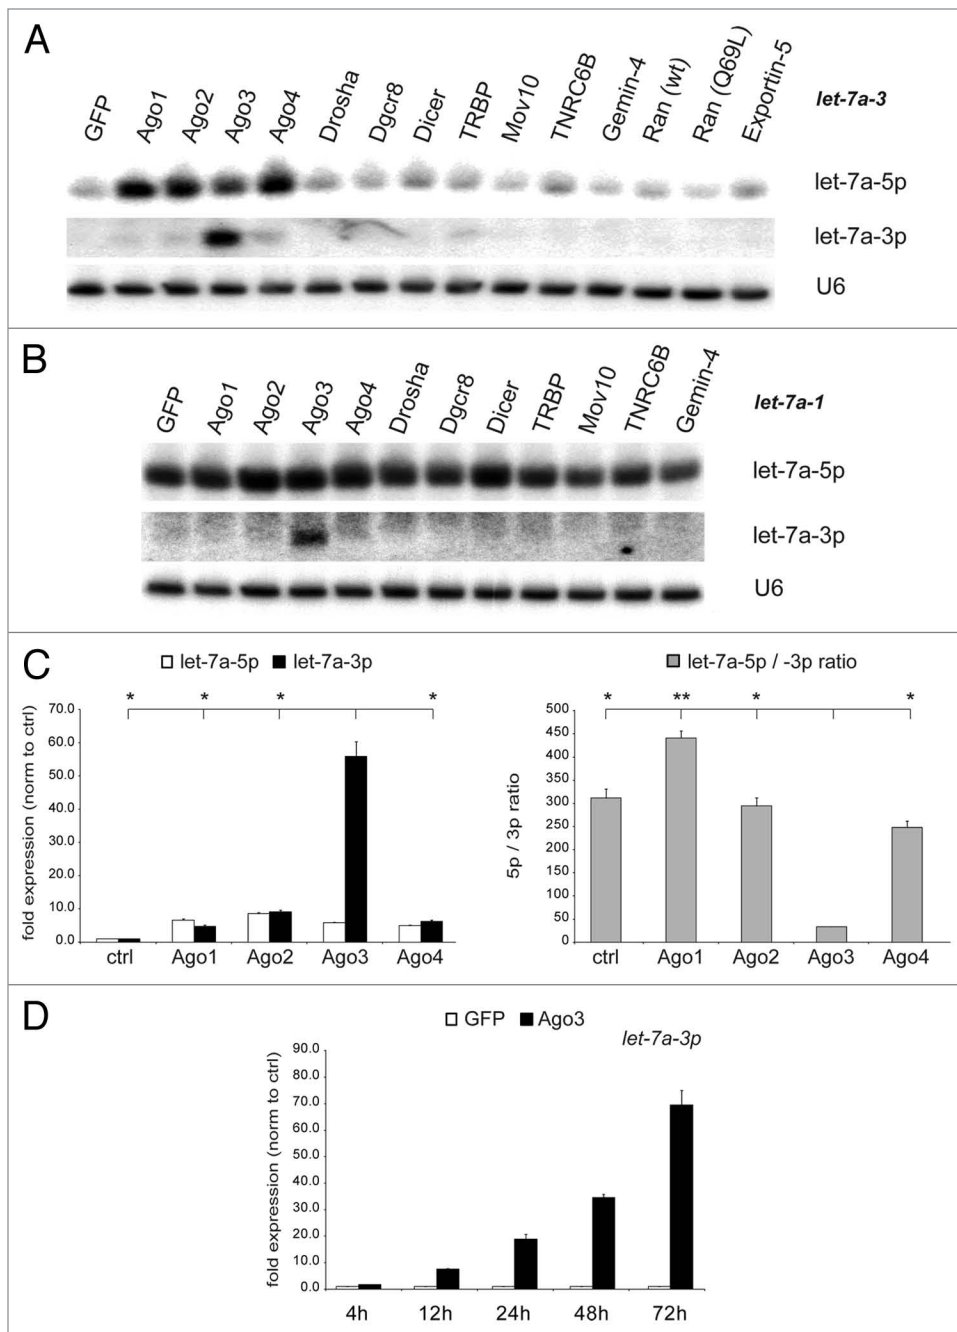 A
GFP Ago1 Ago2 Ago3 Ago4 Drosha Dgcr8 Dicer TRBP Mov10 TNRC6B Gemin-4 Ran (wt) Ran (Q69L) Exportin-5
let-7a-3
let-7a-5p
let-7a-3p
U6
B
GFP Ago1 Ago2 Ago3 Ago4 Drosha Dgcr8 Dicer TRBP Mov10 TNRC6B Gemin-4
let-7a-1
let-7a-5p
let-7a-3p
U6
C
let-7a-5p let-7a-3p
* * * *
fold expression (norm to ctrl)
70.0
60.0
50.0
40.0
30.0
20.0
10.0
0.0
ctrl Ago1 Ago2 Ago3 Ago4
let-7a-5p / -3p ratio
* ** * *
5p / 3p ratio
450
400
350
300
250
200
150
100
50
0
ctrl Ago1 Ago2 Ago3 Ago4
D
GFP Ago3
let-7a-3p
fold expression (norm to ctrl)
90.0
80.0
70.0
60.0
50.0
40.0
30.0
20.0
10.0
0.0
4h 12h 24h 48h 72h